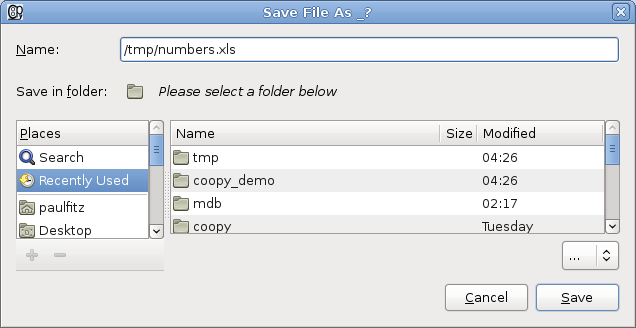 Save File As _?
Name:
/tmp/numbers.xls
Save in folder:
Please select a folder below
Places
Search
Recently Used
paulfitz
Desktop
Name Size Modified
tmp 04:26
coopy_demo 04:26
mdb 02:17
coopy Tuesday
...
Cancel Save